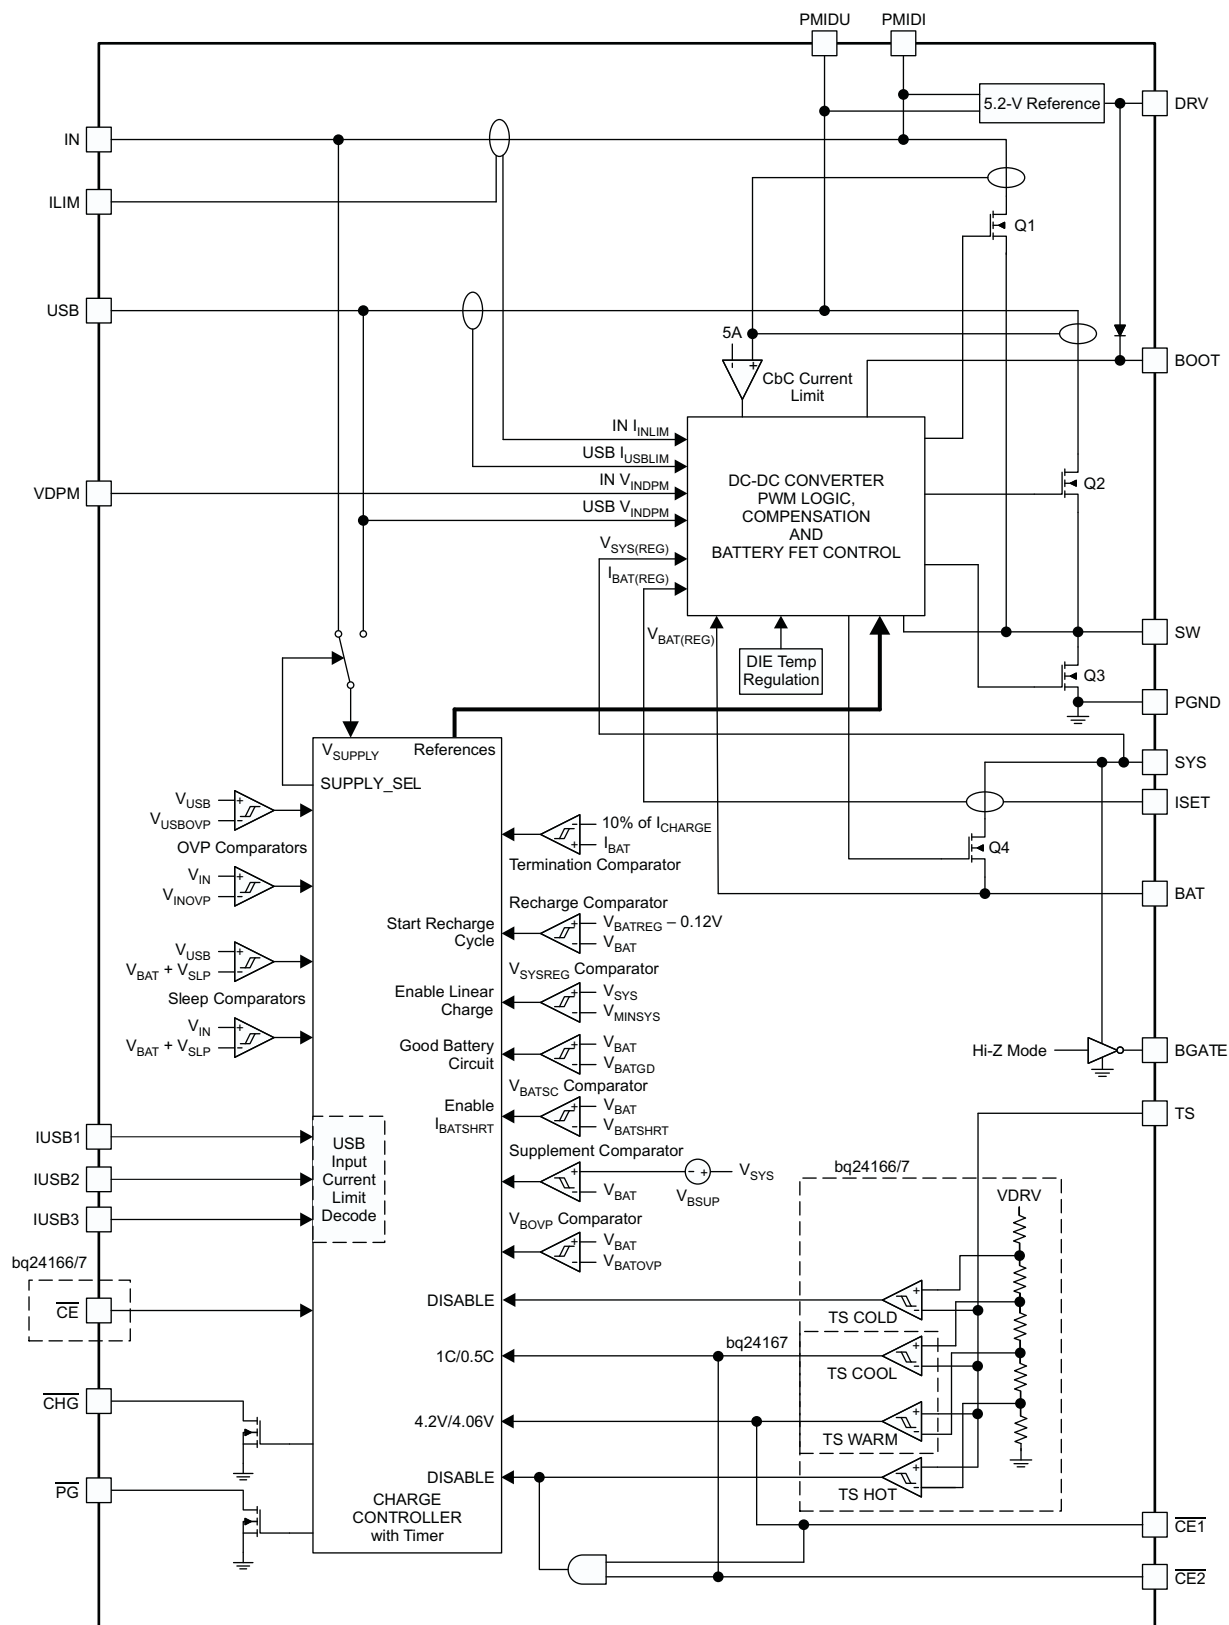 PMIDU
PMIDI
5.2-V Reference
DRV
IN
ILIM
Q1
USB
5A
- +
CbC Current
Limit
BOOT
IN I_INLIM
USB I_USBLIM
IN V_INDPM
USB V_INDPM
V_SYS(REG)
I_BAT(REG)
V_BAT(REG)
DC-DC CONVERTER
PWM LOGIC,
COMPENSATION
AND
BATTERY FET CONTROL
VDPM
Q2
SW
DIE Temp
Regulation
Q3
PGND
V_SUPPLY
References
SUPPLY_SEL
SYS
ISET
V_USB
+
V_USBOVP
-
OVP Comparators
V_IN
+
V_INOVP
-
V_USB
+
V_BAT + V_SLP
-
Sleep Comparators
V_IN
+
V_BAT + V_SLP
-
- 10% of I_CHARGE
+ I_BAT
Termination Comparator
Q4
BAT
Recharge Comparator
Start Recharge
Cycle
+ V_BATREG – 0.12V
- V_BAT
V_SYSREG Comparator
Enable Linear
Charge
+ V_SYS
- V_MINSYS
Good Battery
Circuit
+ V_BAT
- V_BATGD
Hi-Z Mode
BGATE
V_BATSC Comparator
Enable
I_BATSHRT
+ V_BAT
- V_BATSHRT
TS
Supplement Comparator
+
- V_BAT
- +
V_SYS
V_BSUP
V_BOVP Comparator
+ V_BAT
- V_BATOVP
IUSB1
IUSB2
IUSB3
USB
Input
Current
Limit
Decode
bq24166/7
VDRV
bq24166/7
C̅E̅
DISABLE
+
-
TS COLD
bq24167
1C/0.5C
+
-
TS COOL
C̅H̅G̅
4.2V/4.06V
+
-
TS WARM
P̅G̅
DISABLE
+
-
TS HOT
CHARGE
CONTROLLER
with Timer
C̅E̅1̅
C̅E̅2̅